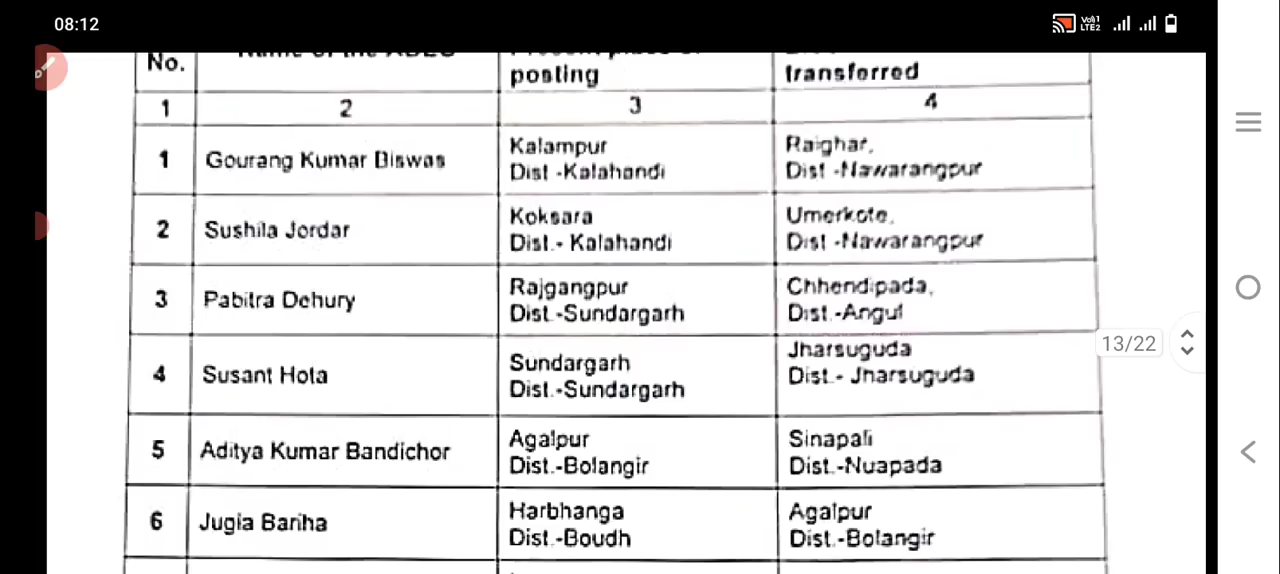 08:12
Vo))1
LTE2
No.
posting
transferred
1
2
3
4
1
Gourang Kumar Biswas
Kalampur
Dist -Kalahandi
Raighar,
Dist -Nawarangpur
2
Sushila Jordar
Koksara
Dist.- Kalahandi
Umerkote,
Dist -Nawarangpur
3
Pabitra Dehury
Rajgangpur
Dist.-Sundargarh
Chhendipada,
Dist.-Angul
4
Susant Hota
Sundargarh
Dist.-Sundargarh
Jharsuguda
Dist.- Jharsuguda
5
Aditya Kumar Bandichor
Agalpur
Dist.-Bolangir
Sinapali
Dist.-Nuapada
6
Jugia Bariha
Harbhanga
Dist.-Boudh
Agalpur
Dist.-Bolangir
13/22